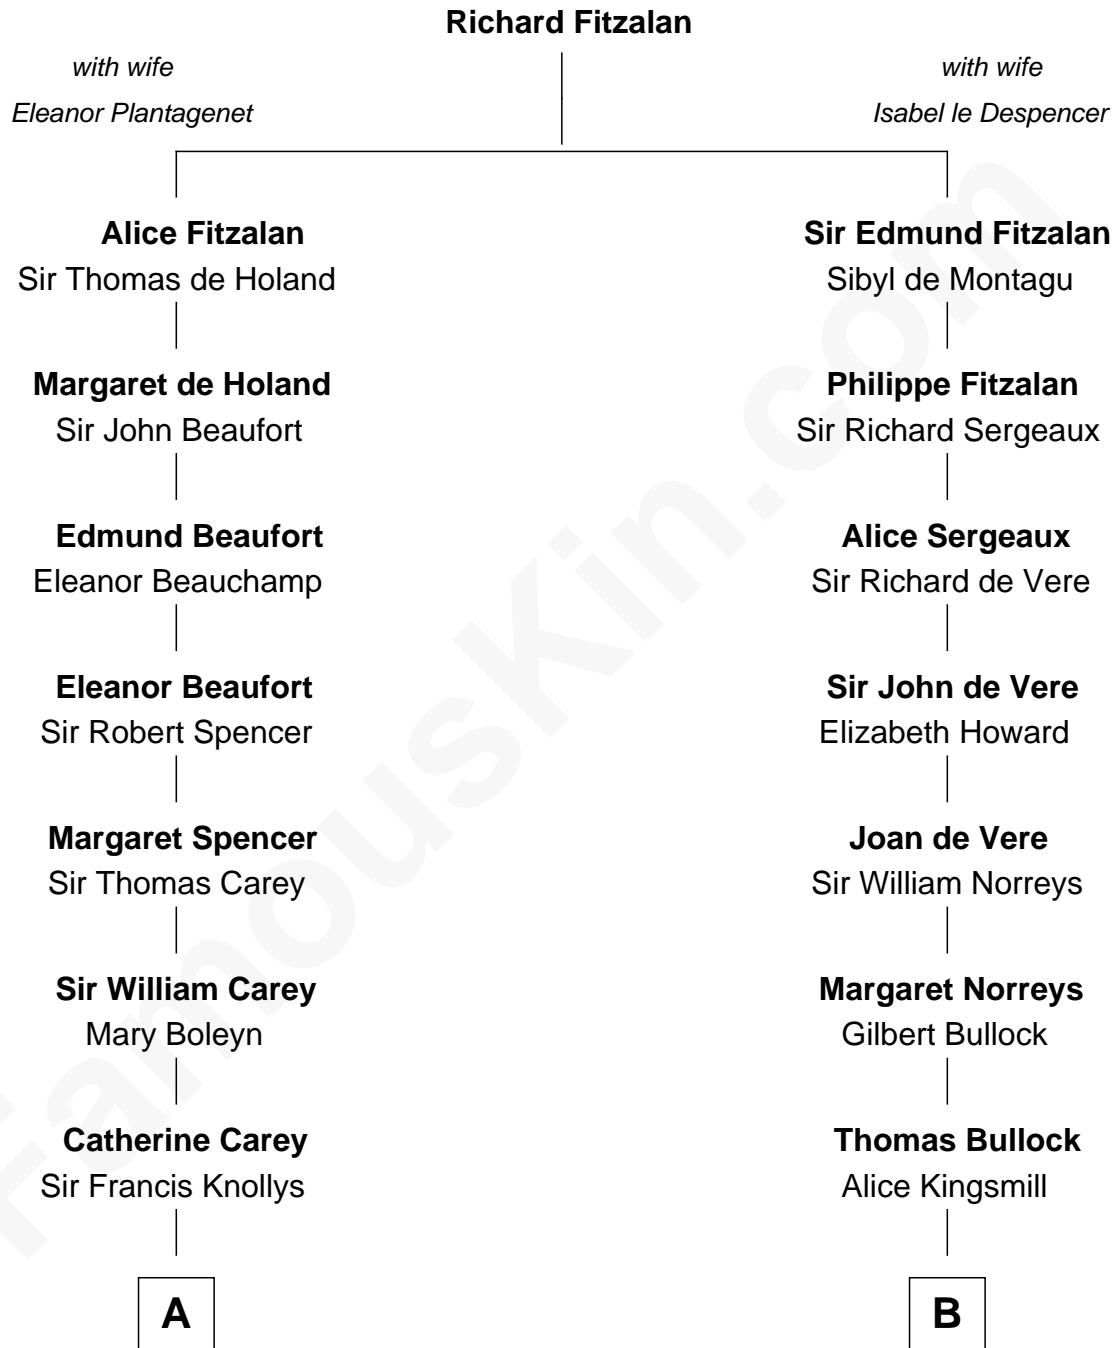 Richard Fitzalan
with wife
Eleanor Plantagenet
with wife
Isabel le Despencer
Alice Fitzalan
Sir Thomas de Holand
Margaret de Holand
Sir John Beaufort
Edmund Beaufort
Eleanor Beauchamp
Eleanor Beaufort
Sir Robert Spencer
Margaret Spencer
Sir Thomas Carey
Sir William Carey
Mary Boleyn
Catherine Carey
Sir Francis Knollys
A
Sir Edmund Fitzalan
Sibyl de Montagu
Philippe Fitzalan
Sir Richard Sergeaux
Alice Sergeaux
Sir Richard de Vere
Sir John de Vere
Elizabeth Howard
Joan de Vere
Sir William Norreys
Margaret Norreys
Gilbert Bullock
Thomas Bullock
Alice Kingsmill
B
FamousKin.com